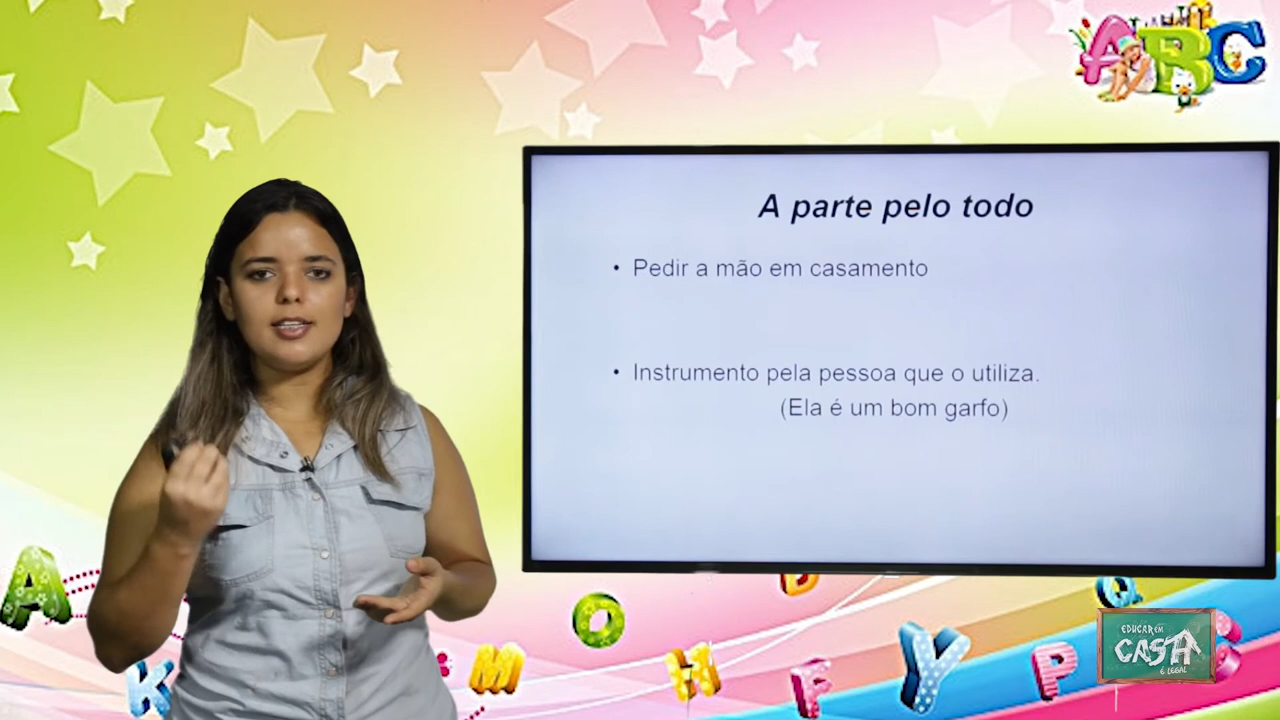 ABC
A parte pelo todo
• Pedir a mão em casamento
• Instrumento pela pessoa que o utiliza.
(Ela é um bom garfo)
A
K
M
O
H
B
F
Y
P
Q
EDUCAR EM
CASA
É LEGAL